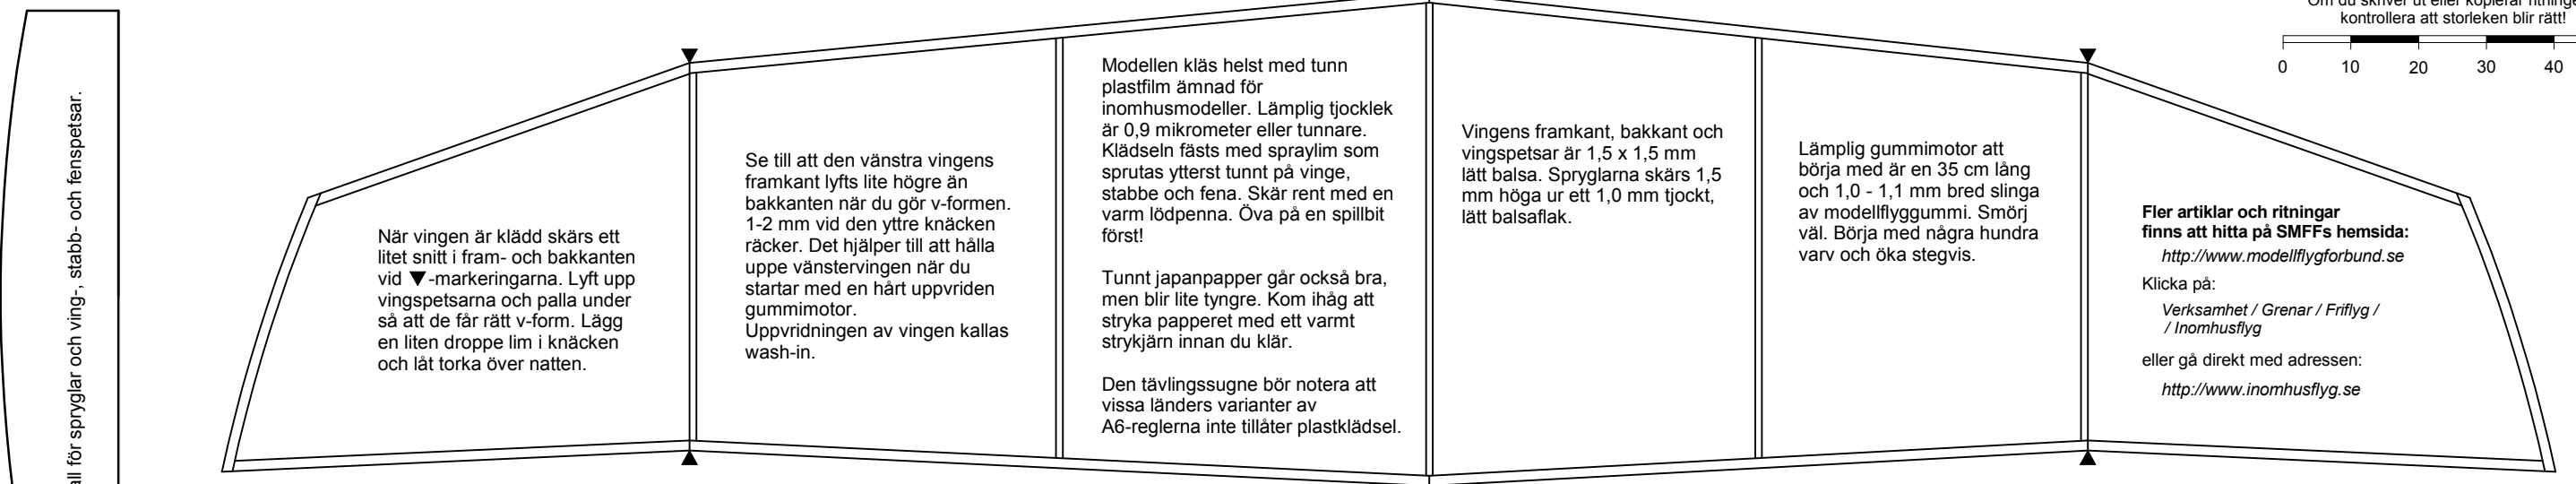 all för spryglar och ving-, stabb- och fenspetsar.
När vingen är klädd skärs ett
litet snitt i fram- och bakkanten
vid ▼-markeringarna. Lyft upp
vingspetsarna och palla under
så att de får rätt v-form. Lägg
en liten droppe lim i knäcken
och låt torka över natten.
Se till att den vänstra vingens
framkant lyfts lite högre än
bakkanten när du gör v-formen.
1-2 mm vid den yttre knäcken
räcker. Det hjälper till att hålla
uppe vänstervingen när du
startar med en hårt uppvriden
gummimotor.
Uppvridningen av vingen kallas
wash-in.
Modellen kläs helst med tunn
plastfilm ämnad för
inomhusmodeller. Lämplig tjocklek
är 0,9 mikrometer eller tunnare.
Klädseln fästs med spraylim som
sprutas ytterst tunnt på vinge,
stabbe och fena. Skär rent med en
varm lödpenna. Öva på en spillbit
först!
Tunnt japanpapper går också bra,
men blir lite tyngre. Kom ihåg att
stryka papperet med ett varmt
strykjärn innan du klär.
Den tävlingssugne bör notera att
vissa länders varianter av
A6-reglerna inte tillåter plastklädsel.
Vingens framkant, bakkant och
vingspetsar är 1,5 x 1,5 mm
lätt balsa. Spryglarna skärs 1,5
mm höga ur ett 1,0 mm tjockt,
lätt balsaflak.
Lämplig gummimotor att
börja med är en 35 cm lång
och 1,0 - 1,1 mm bred slinga
av modellflyggummi. Smörj
väl. Börja med några hundra
varv och öka stegvis.
Om du skriver ut eller kopierar ritninge
kontrollera att storleken blir rätt!
0 10 20 30 40
Fler artiklar och ritningar
finns att hitta på SMFFs hemsida:
http://www.modellflygforbund.se
Klicka på:
Verksamhet / Grenar / Friflyg /
/ Inomhusflyg
eller gå direkt med adressen:
http://www.inomhusflyg.se